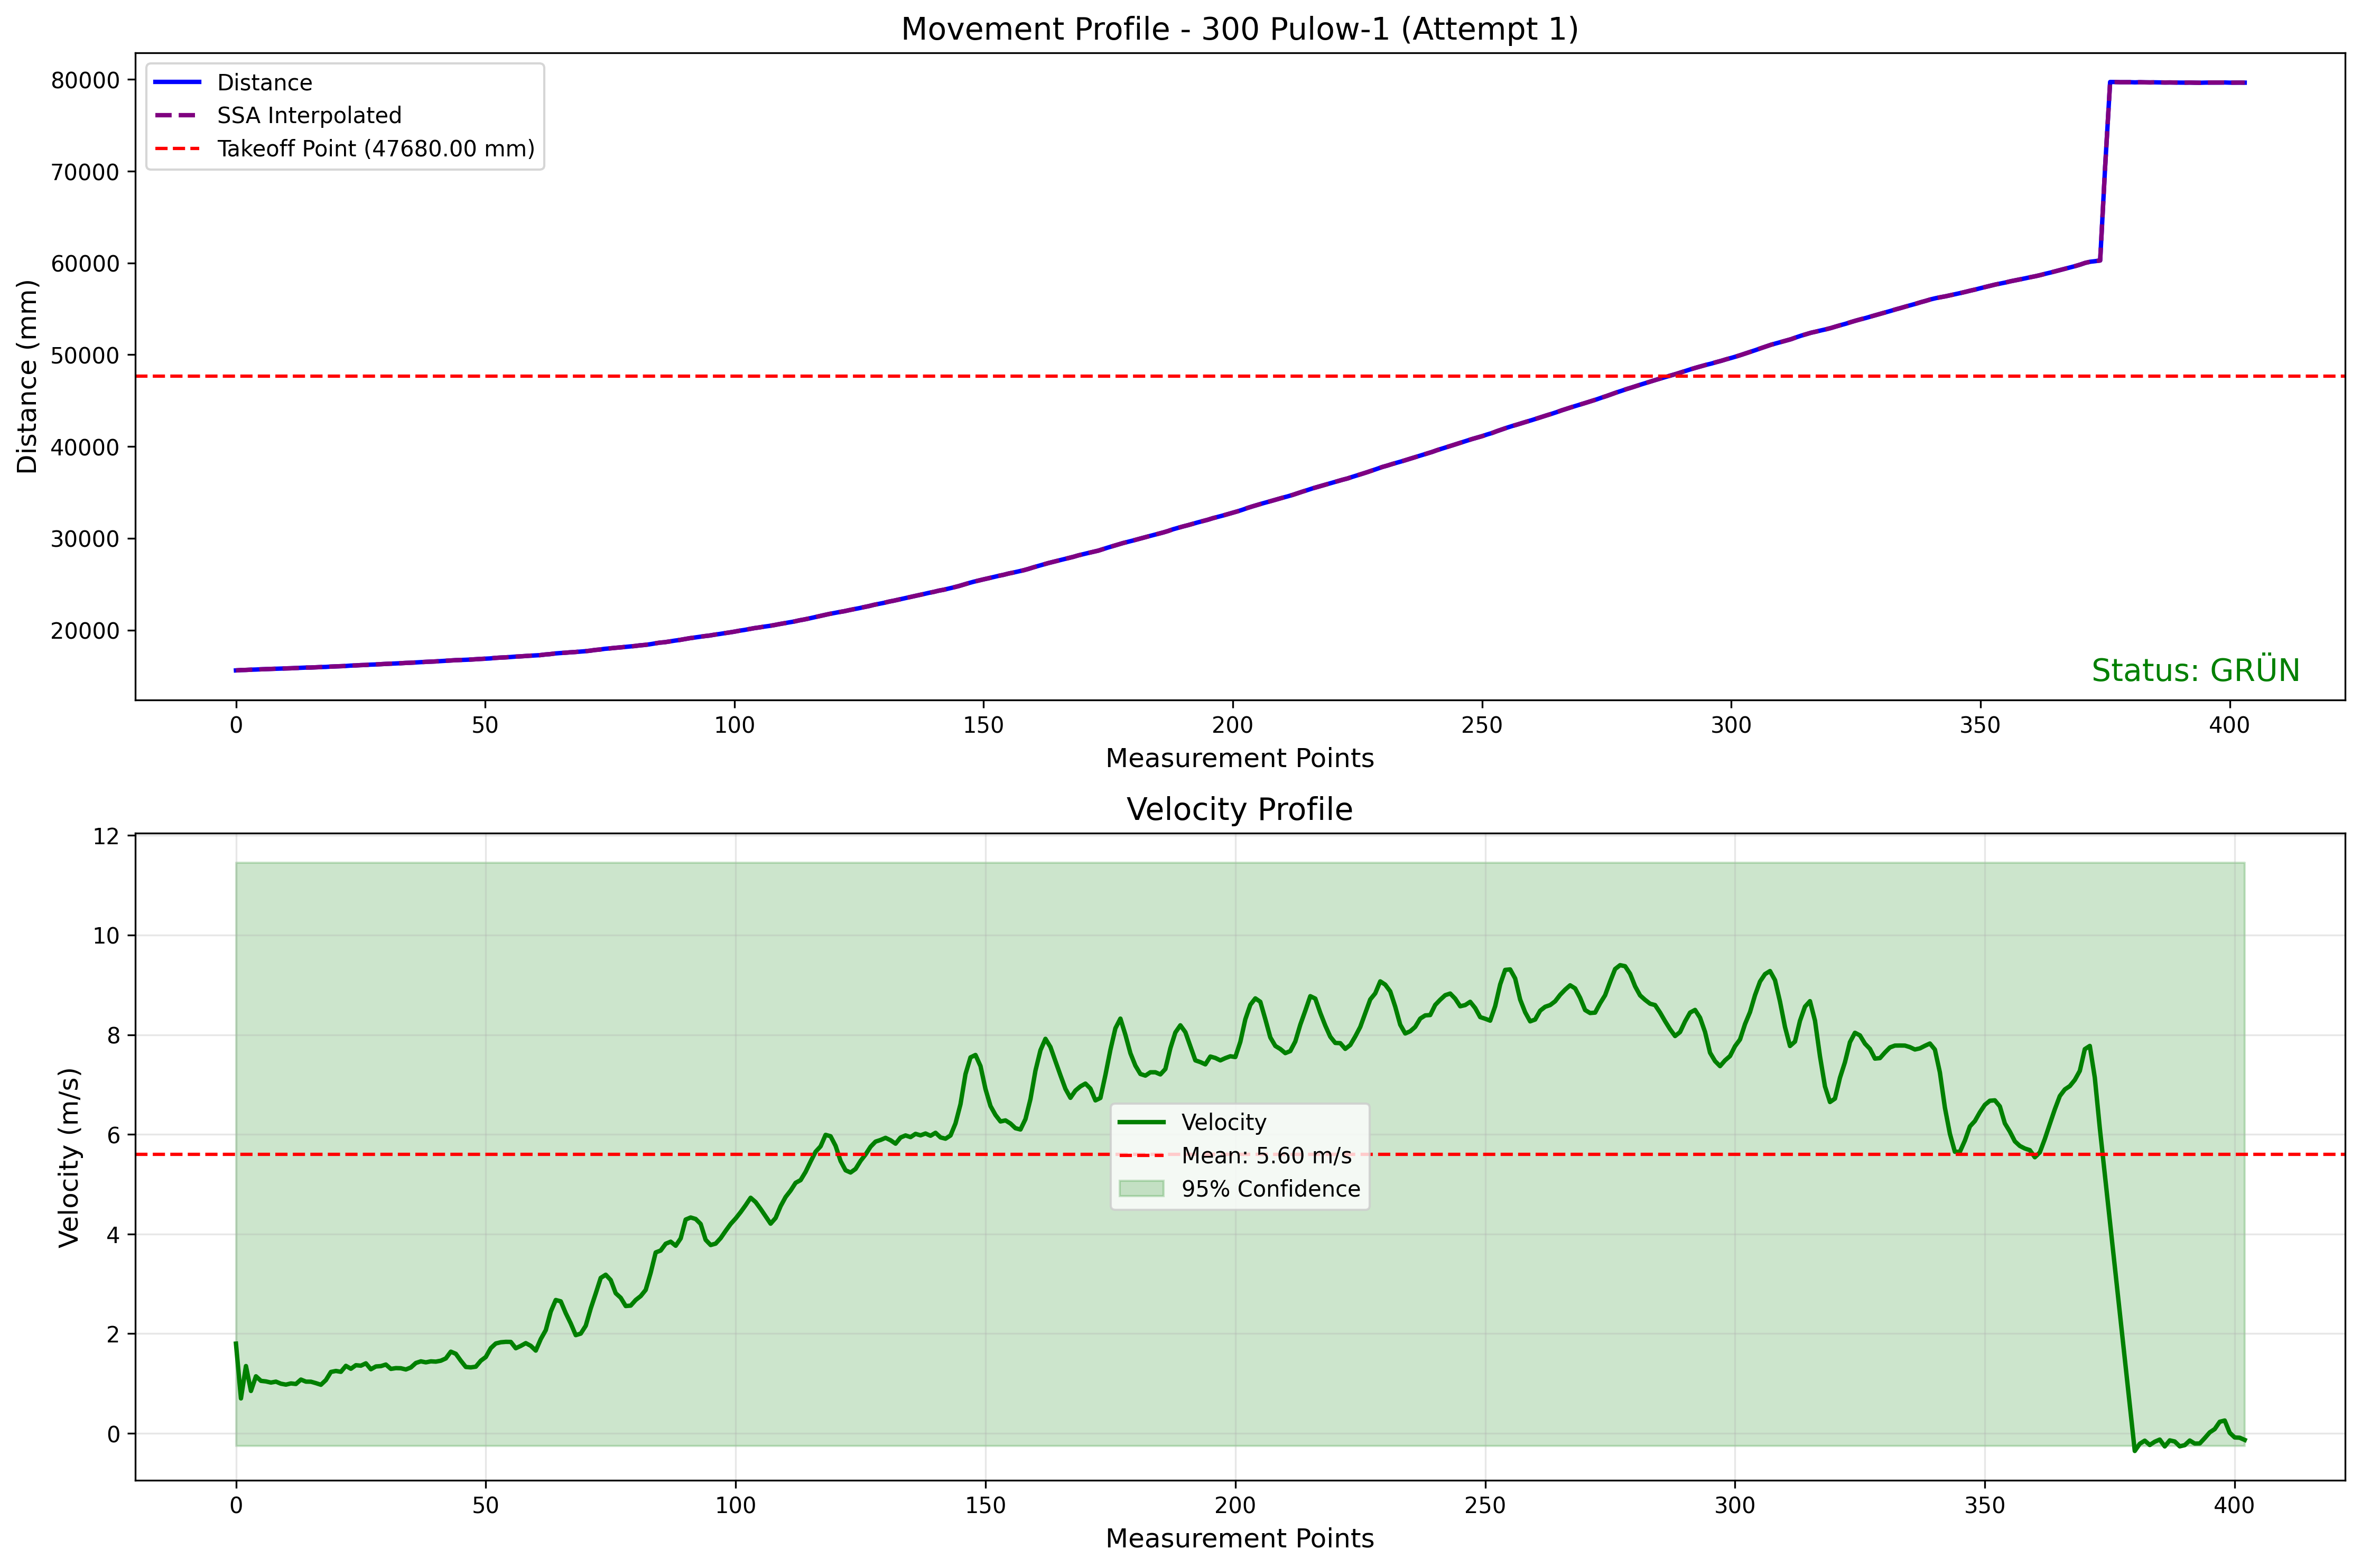 Movement Profile - 300 Pulow-1 (Attempt 1)
Distance (mm)
80000
70000
60000
50000
40000
30000
20000
Distance
SSA Interpolated
Takeoff Point (47680.00 mm)
Status: GRÜN
0 50 100 150 200 250 300 350 400
Measurement Points
Velocity Profile
Velocity (m/s)
12
10
8
6
4
2
0
Velocity
Mean: 5.60 m/s
95% Confidence
0 50 100 150 200 250 300 350 400
Measurement Points